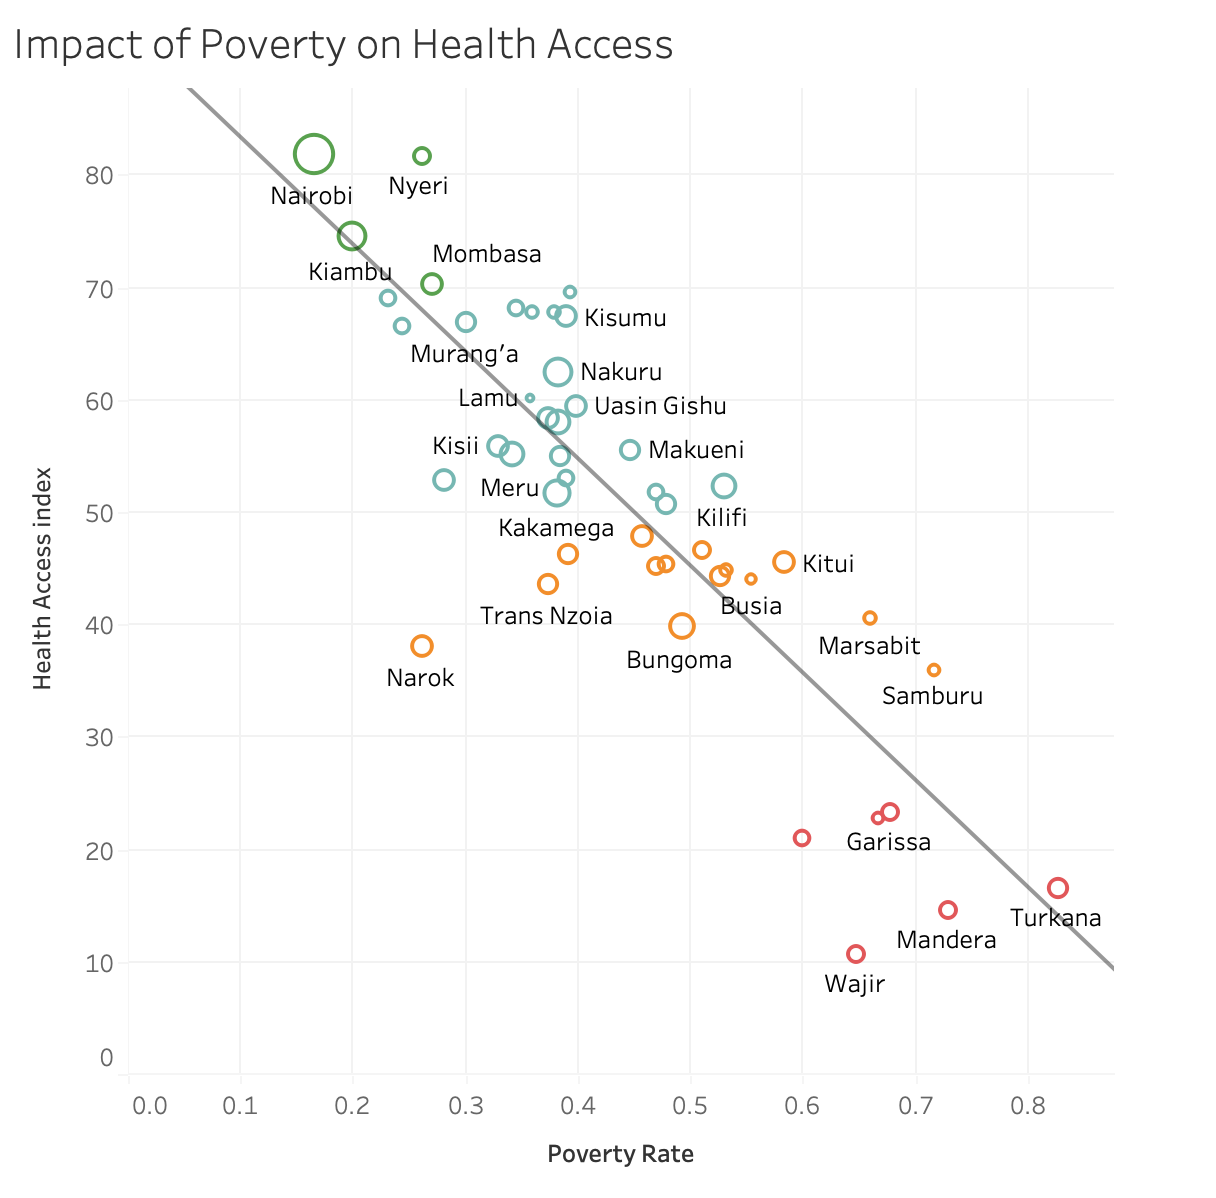 Impact of Poverty on Health Access
80
Nairobi
Nyeri
Mombasa
Kiambu
70
Kisumu
Murang’a
Nakuru
Lamu
60
Uasin Gishu
Kisii
Makueni
Meru
50
Kilifi
Kakamega
Kitui
Busia
Trans Nzoia
40
Marsabit
Bungoma
Narok
Samburu
30
Garissa
20
Turkana
Mandera
10
Wajir
0
Health Access index
0.0 0.1 0.2 0.3 0.4 0.5 0.6 0.7 0.8
Poverty Rate